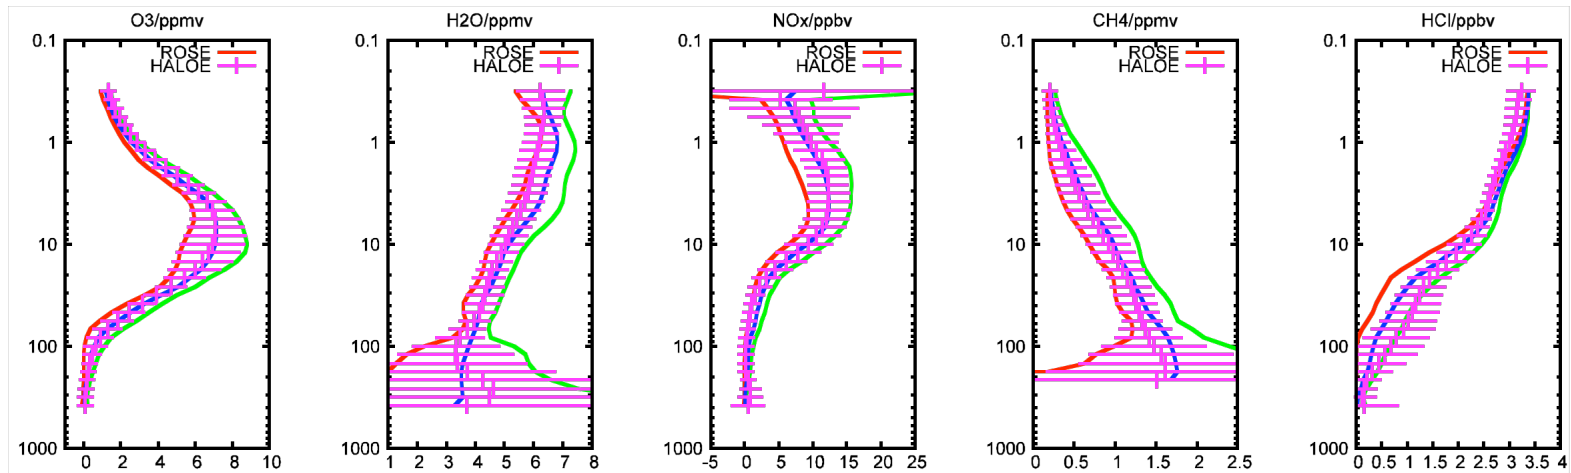 O3/ppmv
0.1
1
10
100
1000
ROSE
HALOE
0 2 4 6 8 10
H2O/ppmv
0.1
1
10
100
1000
ROSE
HALOE
1 2 3 4 5 6 7 8
NOx/ppbv
0.1
1
10
100
1000
ROSE
HALOE
-5 0 5 10 15 20 25
CH4/ppmv
0.1
1
10
100
1000
ROSE
HALOE
0 0.5 1 1.5 2 2.5
HCl/ppbv
0.1
1
10
100
1000
ROSE
HALOE
0 0.5 1 1.5 2 2.5 3 3.5 4